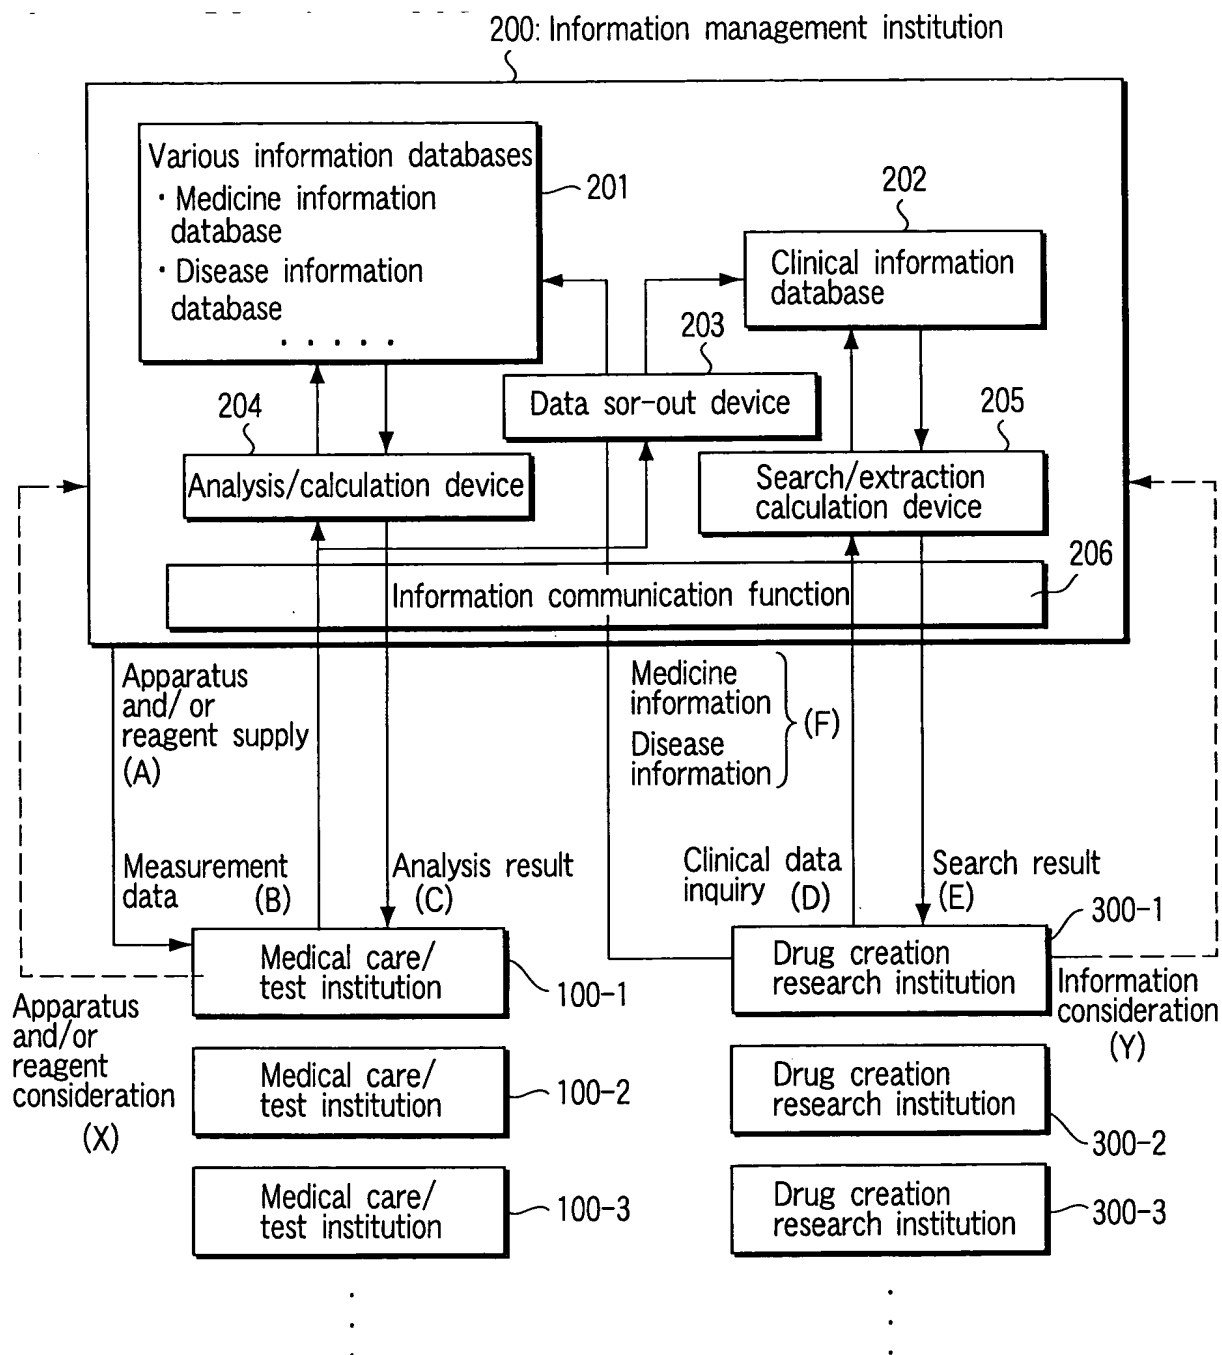 200: Information management institution
Various information databases
· Medicine information
database
· Disease information
database
· · · · ·
201
202
Clinical information
database
203
Data sor-out device
204
Analysis/calculation device
205
Search/extraction
calculation device
206
Information communication function
Apparatus
and/ or
reagent supply
(A)
Medicine
information
Disease
information
(F)
Measurement
data
(B)
Analysis result
(C)
Clinical data
inquiry
(D)
Search result
(E)
Medical care/
test institution
100-1
Drug creation
research institution
300-1
Apparatus
and/or
reagent
consideration
(X)
Information
consideration
(Y)
Medical care/
test institution
100-2
Drug creation
research institution
300-2
Medical care/
test institution
100-3
Drug creation
research institution
300-3